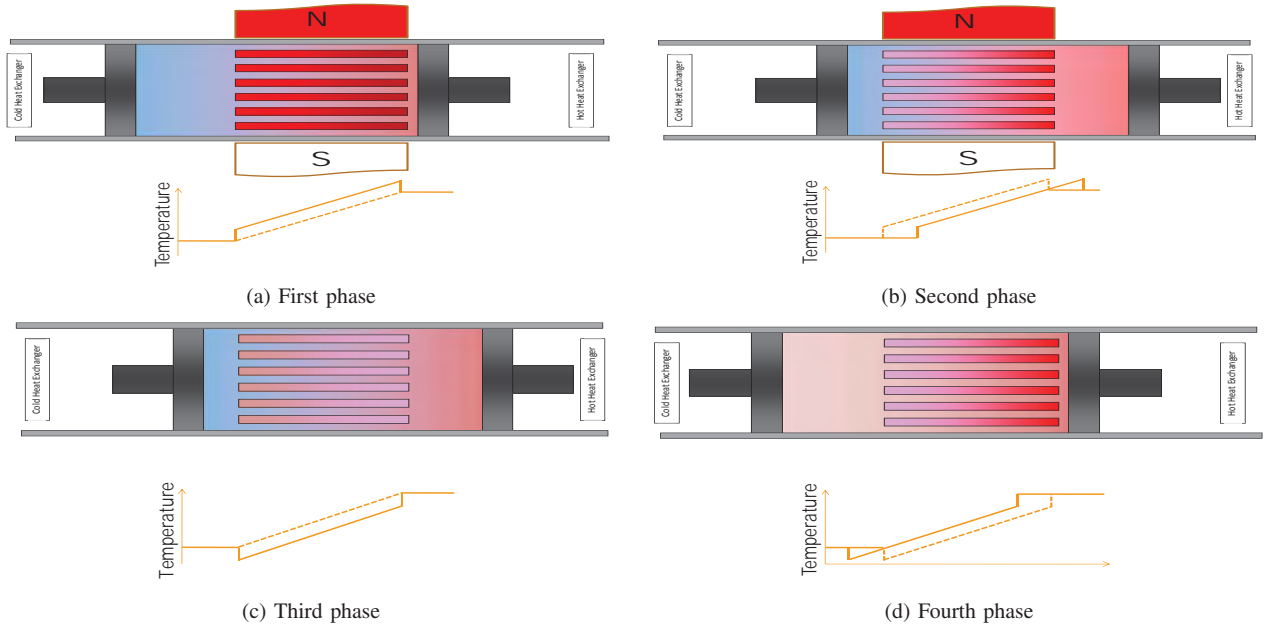 N
Cold Heat Exchanger
Hot Heat Exchanger
S
Temperature
(a) First phase
N
Cold Heat Exchanger
Hot Heat Exchanger
S
Temperature
(b) Second phase
Cold Heat Exchanger
Hot Heat Exchanger
Temperature
(c) Third phase
Cold Heat Exchanger
Hot Heat Exchanger
Temperature
(d) Fourth phase